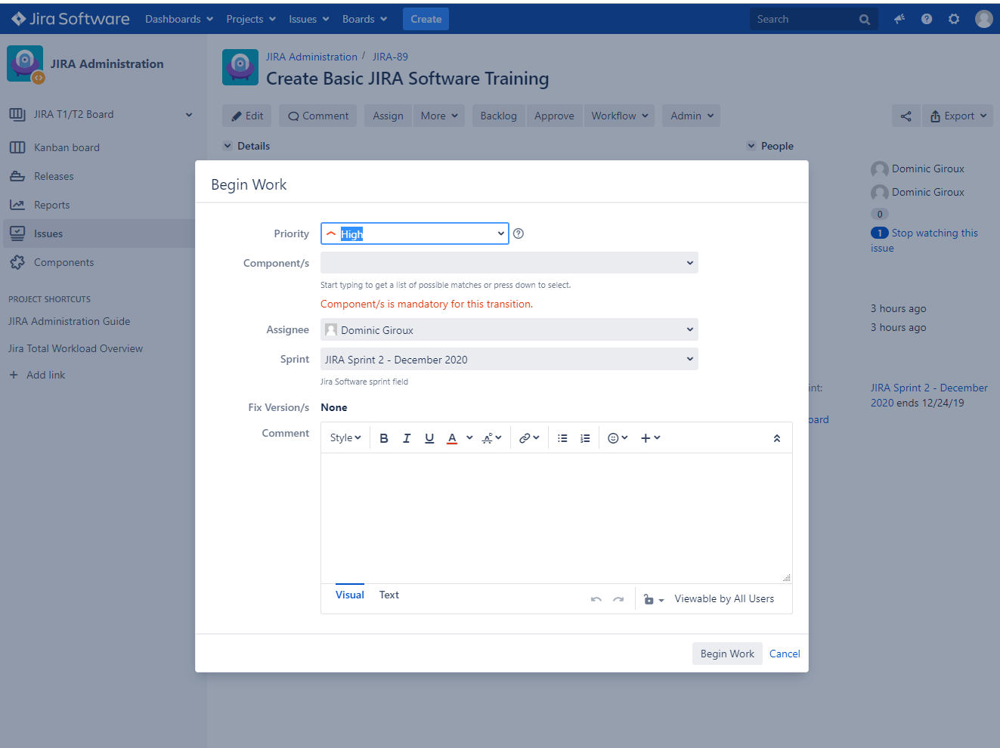 Jira Software Dashboards Projects Issues Boards Create Search
JIRA Administration
JIRA T1/T2 Board
Kanban board
Releases
Reports
Issues
Components
PROJECT SHORTCUTS
JIRA Administration Guide
Jira Total Workload Overview
+ Add link
JIRA Administration / JIRA-89
Create Basic JIRA Software Training
Edit Comment Assign More Backlog Approve Workflow Admin Export
Details
People
Dominic Giroux
Dominic Giroux
0
1 Stop watching this
issue
3 hours ago
3 hours ago
int:
JIRA Sprint 2 - December
2020 ends 12/24/19
oard
Begin Work
Priority High
Component/s
Start typing to get a list of possible matches or press down to select.
Component/s is mandatory for this transition.
Assignee Dominic Giroux
Sprint JIRA Sprint 2 - December 2020
Jira Software sprint field
Fix Version/s None
Comment Style B I U A
Visual Text Viewable by All Users
Begin Work Cancel